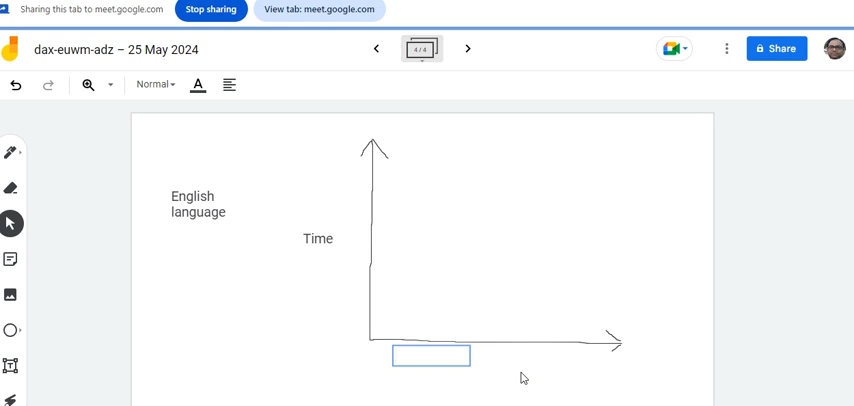 Sharing this tab to meet.google.com
Stop sharing
View tab: meet.google.com
dax-euwm-adz – 25 May 2024
4 / 4
Share
Normal
A
English
language
Time